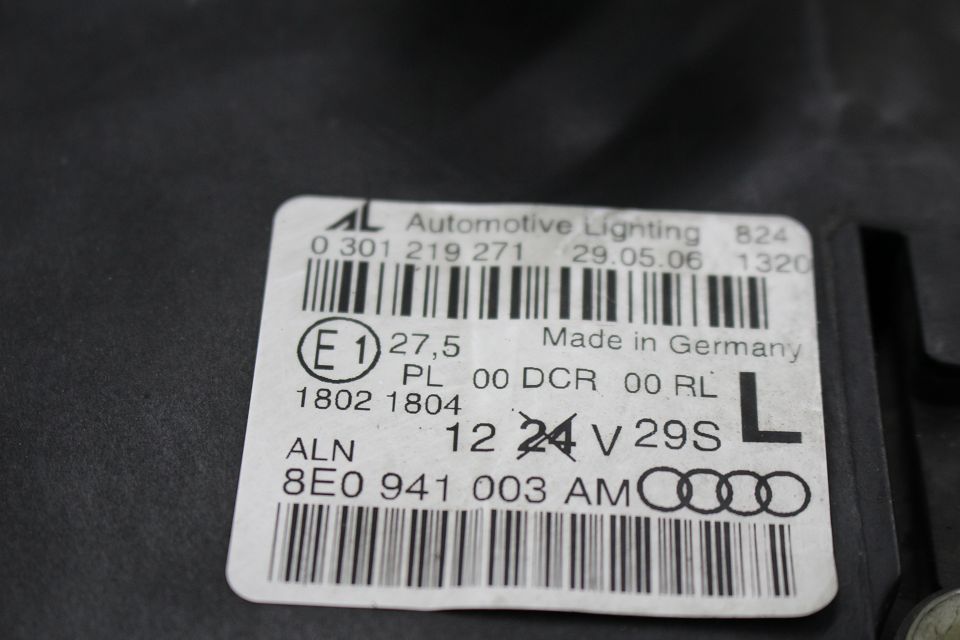 AL Automotive Lighting 824
0 301 219 271 29.05.06 1320
E1 27,5 Made in Germany
PL 00 DCR 00 RL L
1802 1804
12 24 V 29S
ALN
8E0 941 003 AM